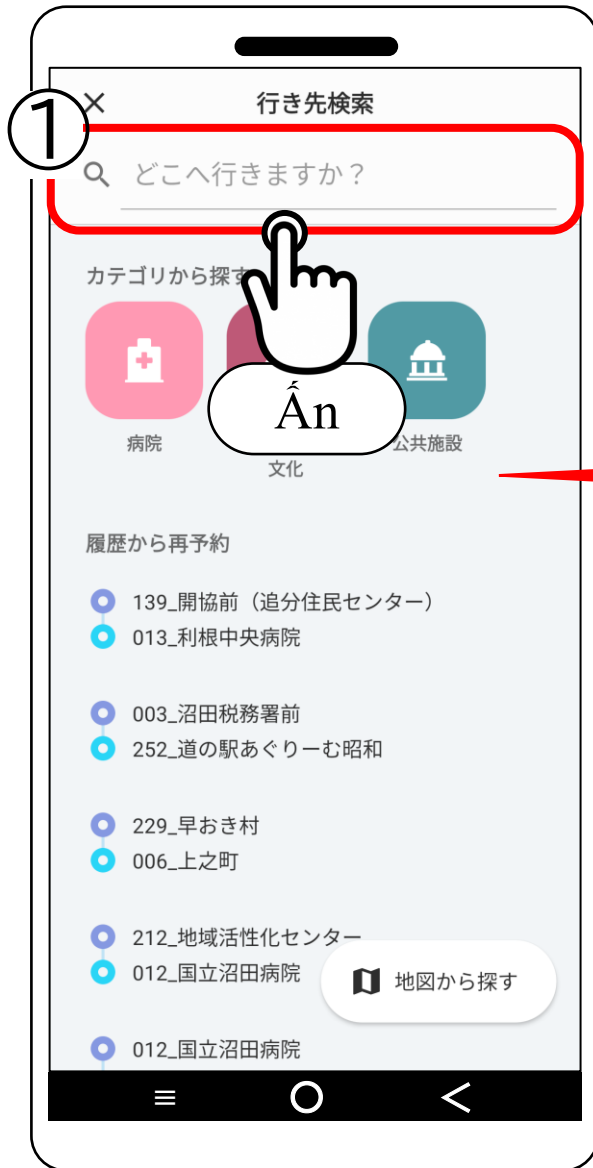 ①
行き先検索
どこへ行きますか？
カテゴリから探す
Ấn
病院
文化
公共施設
履歴から再予約
139_開協前（追分住民センター）
013_利根中央病院
003_沼田税務署前
252_道の駅あぐりーむ昭和
229_早おき村
006_上之町
212_地域活性化センター
012_国立沼田病院
地図から探す
012_国立沼田病院